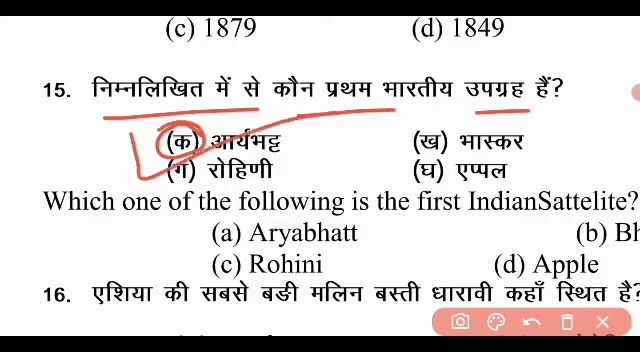 (c) 1879 (d) 1849
15. निम्नलिखित में से कौन प्रथम भारतीय उपग्रह हैं?
(क) आर्यभट्ट (ख) भास्कर
(ग) रोहिणी (घ) एप्पल
Which one of the following is the first IndianSattelite?
(a) Aryabhatt (b)
(c) Rohini (d) Apple
16. एशिया की सबसे बङी मलिन बस्ती धारावी कहाँ स्थित है?